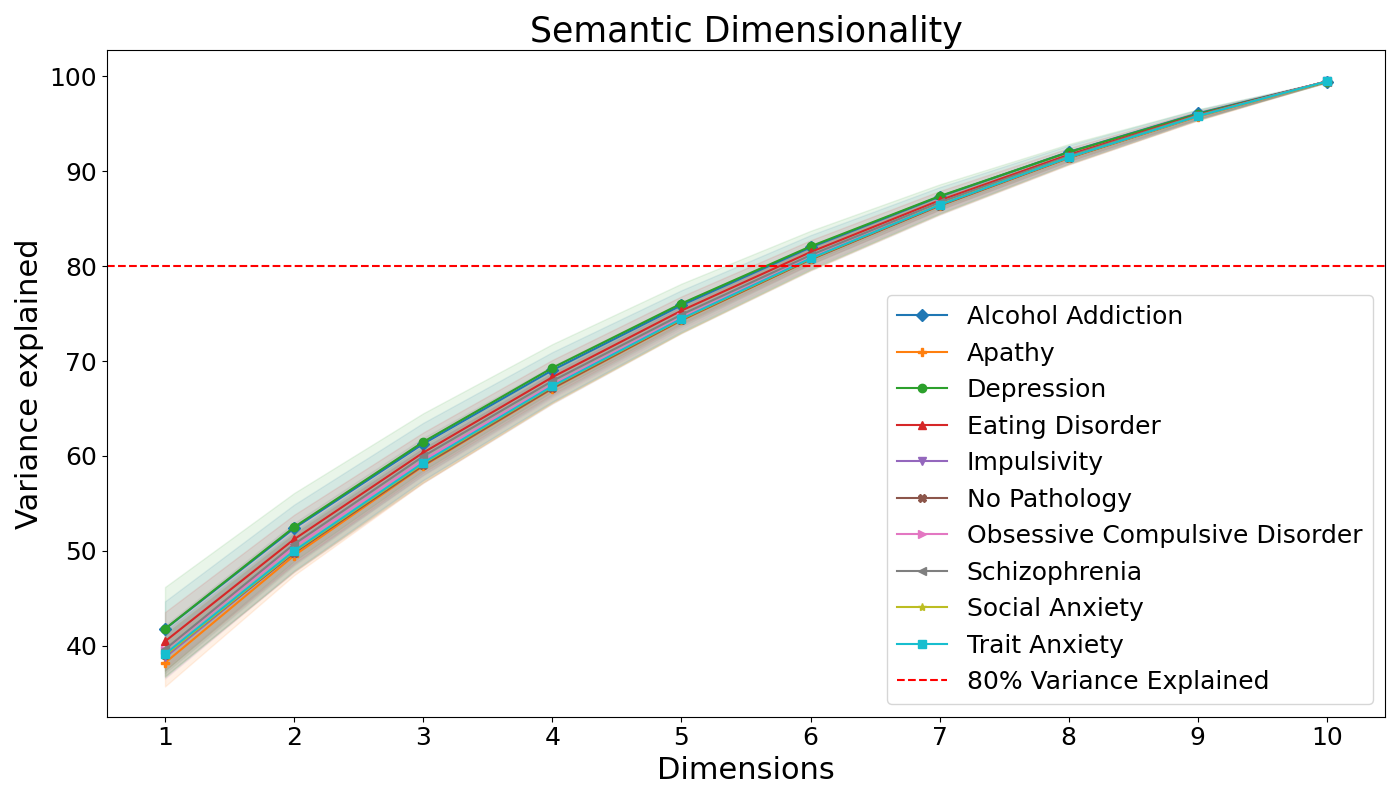 Semantic Dimensionality
Variance explained
100
90
80
70
60
50
40
Alcohol Addiction
Apathy
Depression
Eating Disorder
Impulsivity
No Pathology
Obsessive Compulsive Disorder
Schizophrenia
Social Anxiety
Trait Anxiety
80% Variance Explained
1 2 3 4 5 6 7 8 9 10
Dimensions